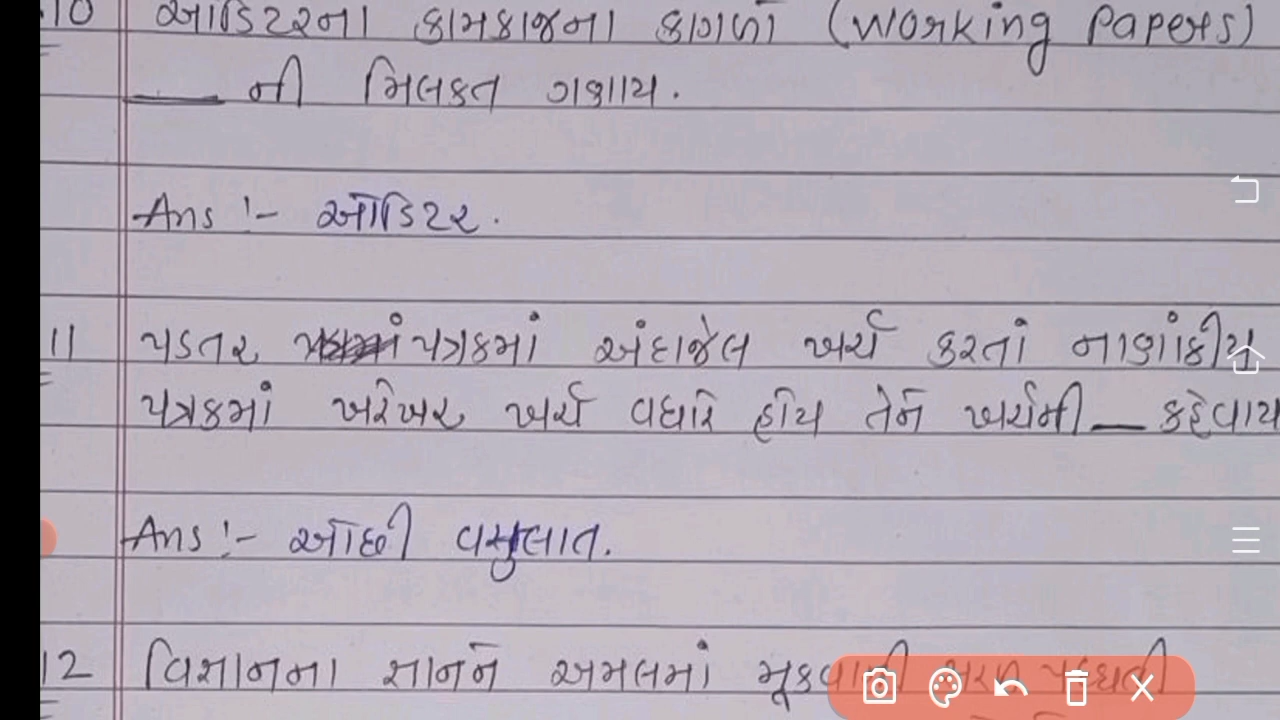 10 ઓડિટરના કામકાજના કાગળો (Working Papers)
___ ની મિલકત ગણાય.
Ans :- ઓડિટર.
11 પડતર પત્રકમાં અંદાજેલ ખર્ચ કરતાં નાણાંકીય
પત્રકમાં ખરેખર ખર્ચ વધારે હોય તેને ખર્ચની ___ કહેવાય
Ans :- ઓછી વસુલાત.
12 વિજ્ઞાનના જ્ઞાનને અમલમાં મૂકવાની